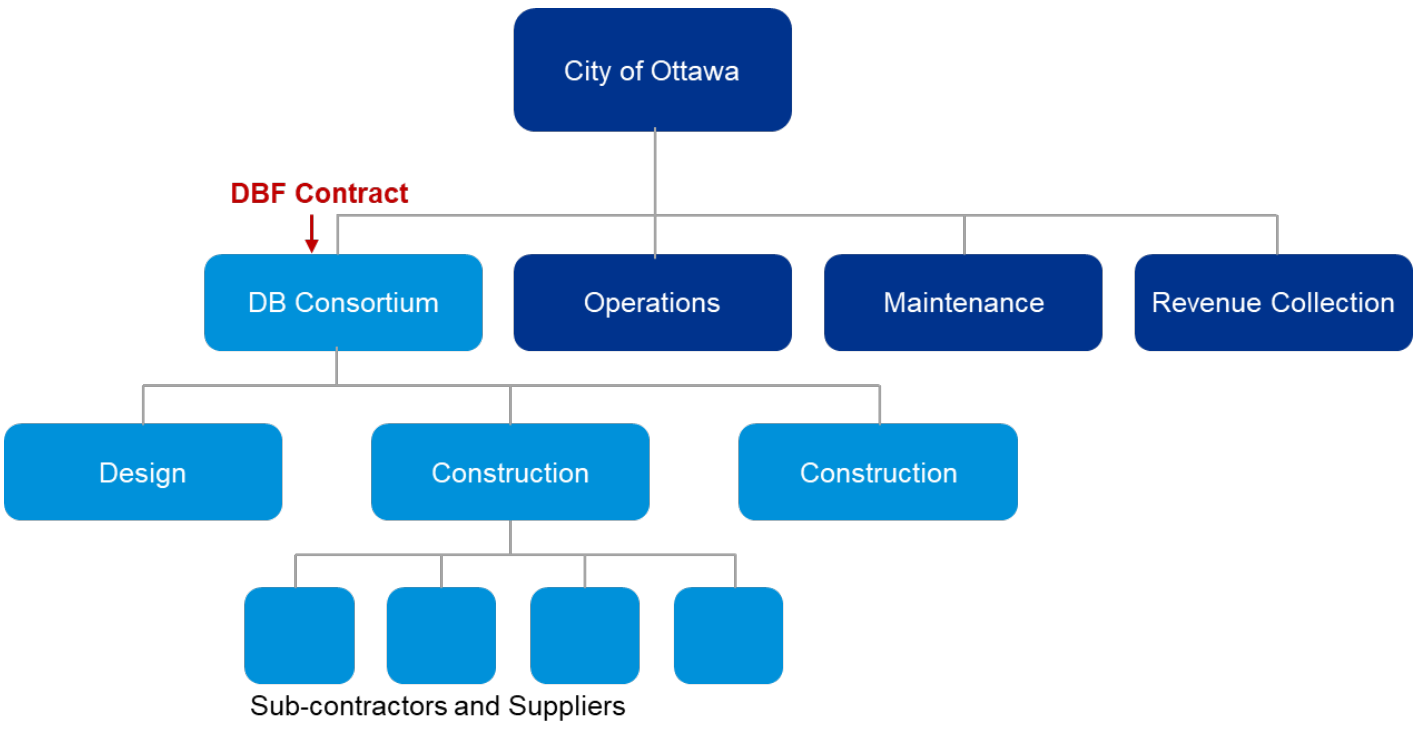 City of Ottawa
DBF Contract
DB Consortium
Operations
Maintenance
Revenue Collection
Design
Construction
Construction
Sub-contractors and Suppliers